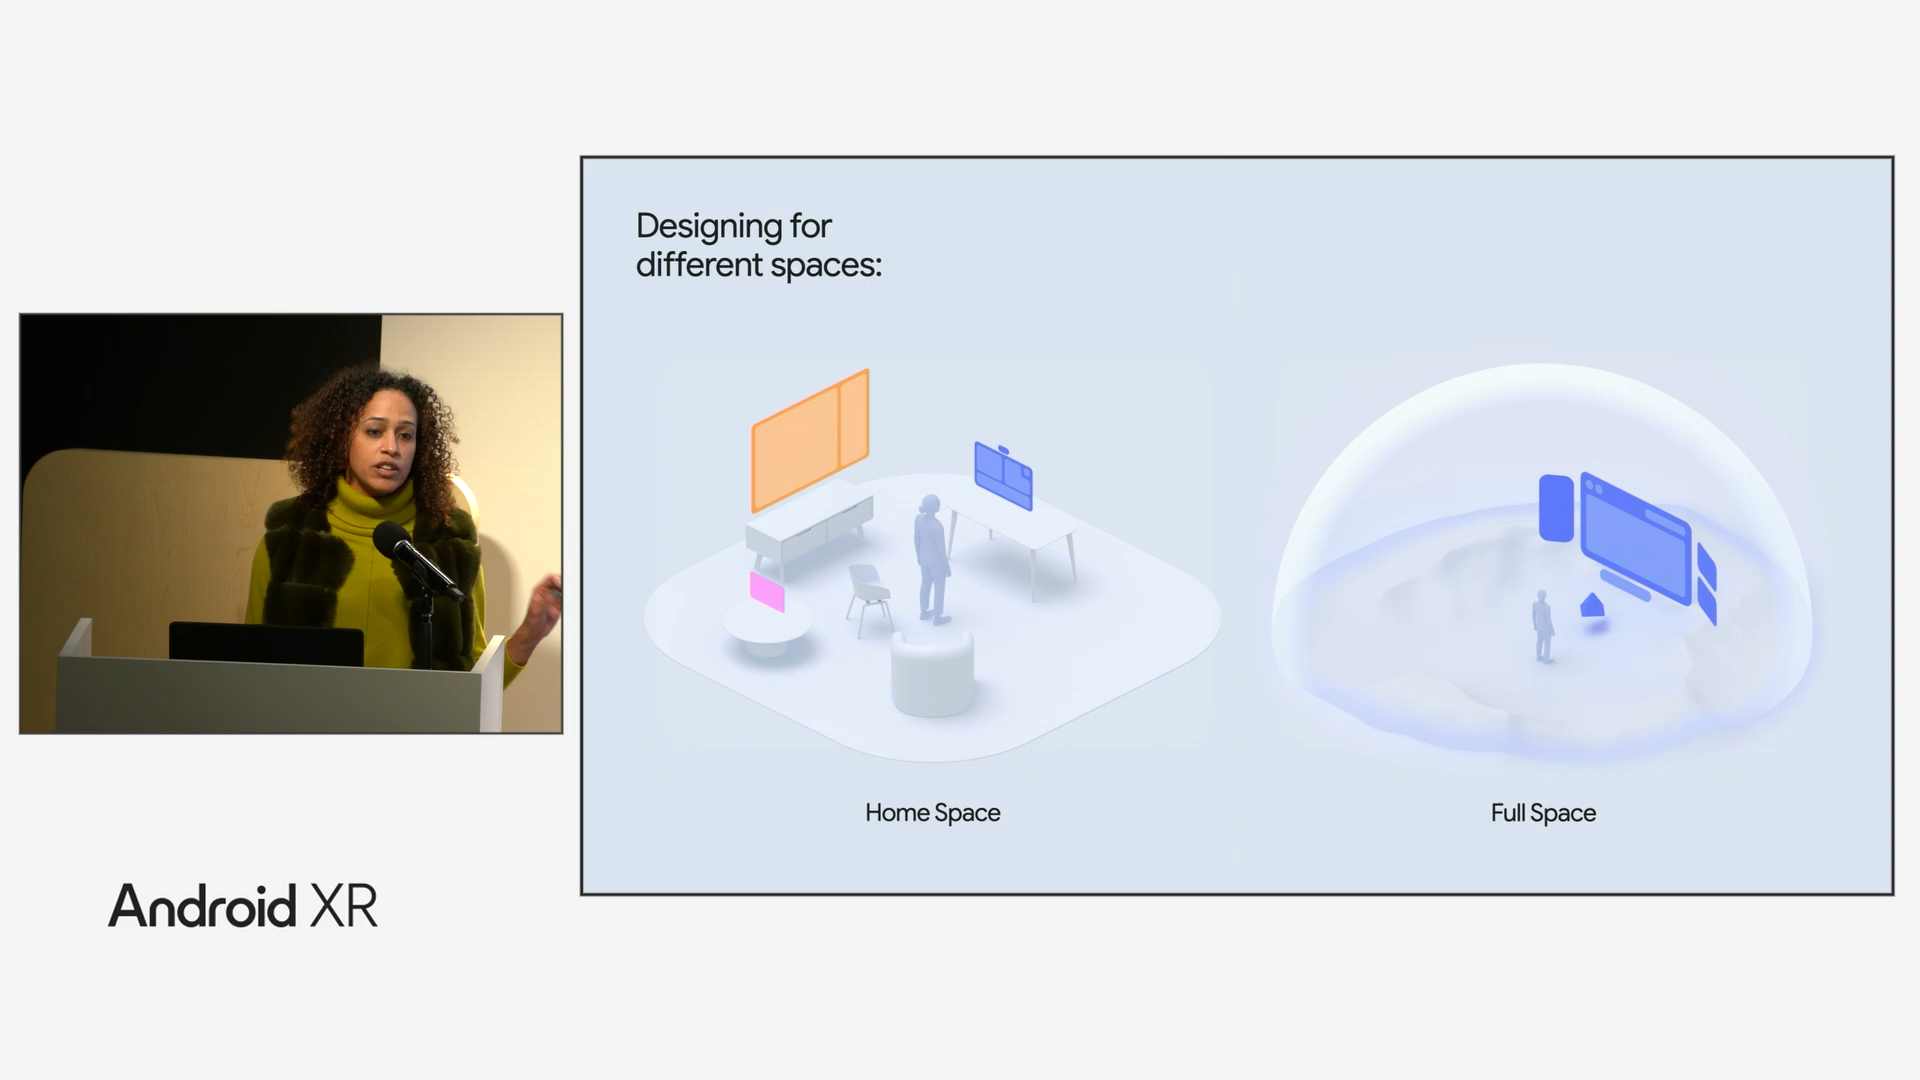 Designing for
different spaces:
Home Space
Full Space
Android XR